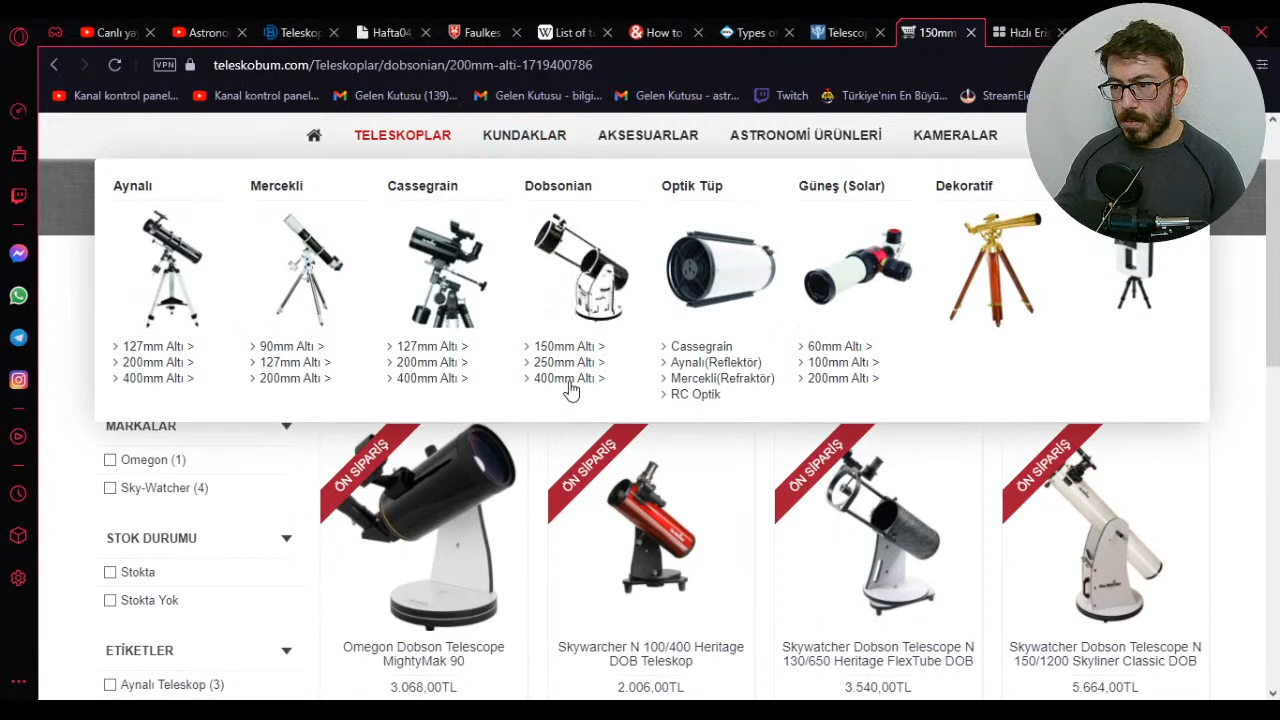 Canlı ya
Astrono
Teleskop
Hafta04
Faulkes
List of t
How to
Types o
Telescop
150mm
Hızlı Eri
VPN
teleskobum.com/Teleskoplar/dobsonian/200mm-alti-1719400786
Kanal kontrol panel...
Kanal kontrol panel...
Gelen Kutusu (139)...
Gelen Kutusu - bilgi...
Gelen Kutusu - astr...
Twitch
Türkiye'nin En Büyü...
StreamEle
TELESKOPLAR
KUNDAKLAR
AKSESUARLAR
ASTRONOMİ ÜRÜNLERİ
KAMERALAR
Aynalı
Mercekli
Cassegrain
Dobsonian
Optik Tüp
Güneş (Solar)
Dekoratif
> 127mm Altı >
> 200mm Altı >
> 400mm Altı >
> 90mm Altı >
> 127mm Altı >
> 200mm Altı >
> 127mm Altı >
> 200mm Altı >
> 400mm Altı >
> 150mm Altı >
> 250mm Altı >
> 400mm Altı >
> Cassegrain
> Aynalı(Reflektör)
> Mercekli(Refraktör)
> RC Optik
> 60mm Altı >
> 100mm Altı >
> 200mm Altı >
MARKALAR
Omegon (1)
Sky-Watcher (4)
STOK DURUMU
Stokta
Stokta Yok
ETİKETLER
Aynalı Teleskop (3)
ÖN SİPARİŞ
Omegon Dobson Telescope
MightyMak 90
3.068,00TL
ÖN SİPARİŞ
Skywarcher N 100/400 Heritage
DOB Teleskop
2.006,00TL
ÖN SİPARİŞ
Skywatcher Dobson Telescope N
130/650 Heritage FlexTube DOB
3.540,00TL
ÖN SİPARİŞ
Skywatcher Dobson Telescope N
150/1200 Skyliner Classic DOB
5.664,00TL